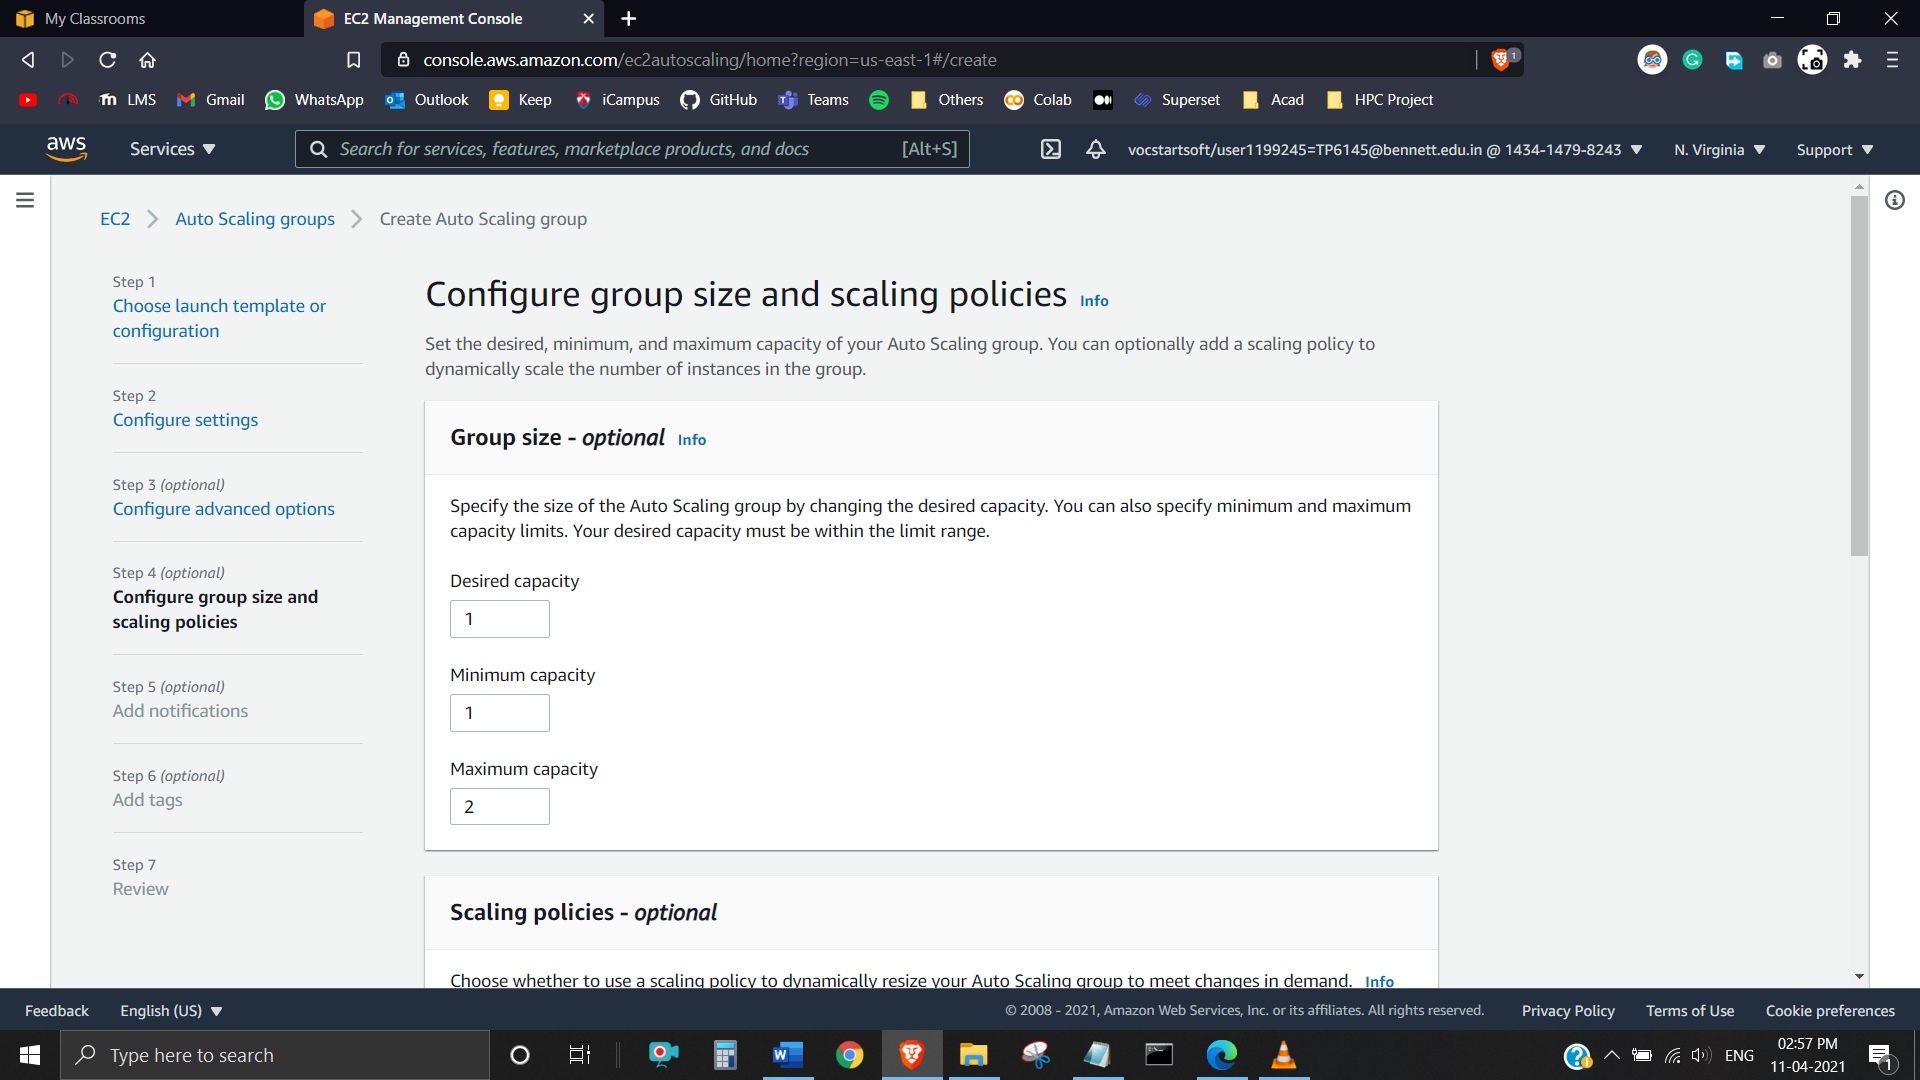 My Classrooms
EC2 Management Console
console.aws.amazon.com/ec2autoscaling/home?region=us-east-1#/create
1
LMS
Gmail
WhatsApp
Outlook
Keep
iCampus
GitHub
Teams
Others
Colab
Superset
Acad
HPC Project
aws
Services
Search for services, features, marketplace products, and docs [Alt+S]
vocstartsoft/user1199245=TP6145@bennett.edu.in @ 1434-1479-8243
N. Virginia
Support
EC2
Auto Scaling groups
Create Auto Scaling group
Step 1
Choose launch template or
configuration
Step 2
Configure settings
Step 3 (optional)
Configure advanced options
Step 4 (optional)
Configure group size and
scaling policies
Step 5 (optional)
Add notifications
Step 6 (optional)
Add tags
Step 7
Review
Configure group size and scaling policies Info
Set the desired, minimum, and maximum capacity of your Auto Scaling group. You can optionally add a scaling policy to
dynamically scale the number of instances in the group.
Group size - optional Info
Specify the size of the Auto Scaling group by changing the desired capacity. You can also specify minimum and maximum
capacity limits. Your desired capacity must be within the limit range.
Desired capacity
1
Minimum capacity
1
Maximum capacity
2
Scaling policies - optional
Choose whether to use a scaling policy to dynamically resize your Auto Scaling group to meet changes in demand. Info
Feedback
English (US)
© 2008 - 2021, Amazon Web Services, Inc. or its affiliates. All rights reserved.
Privacy Policy
Terms of Use
Cookie preferences
Type here to search
ENG
02:57 PM
11-04-2021
1